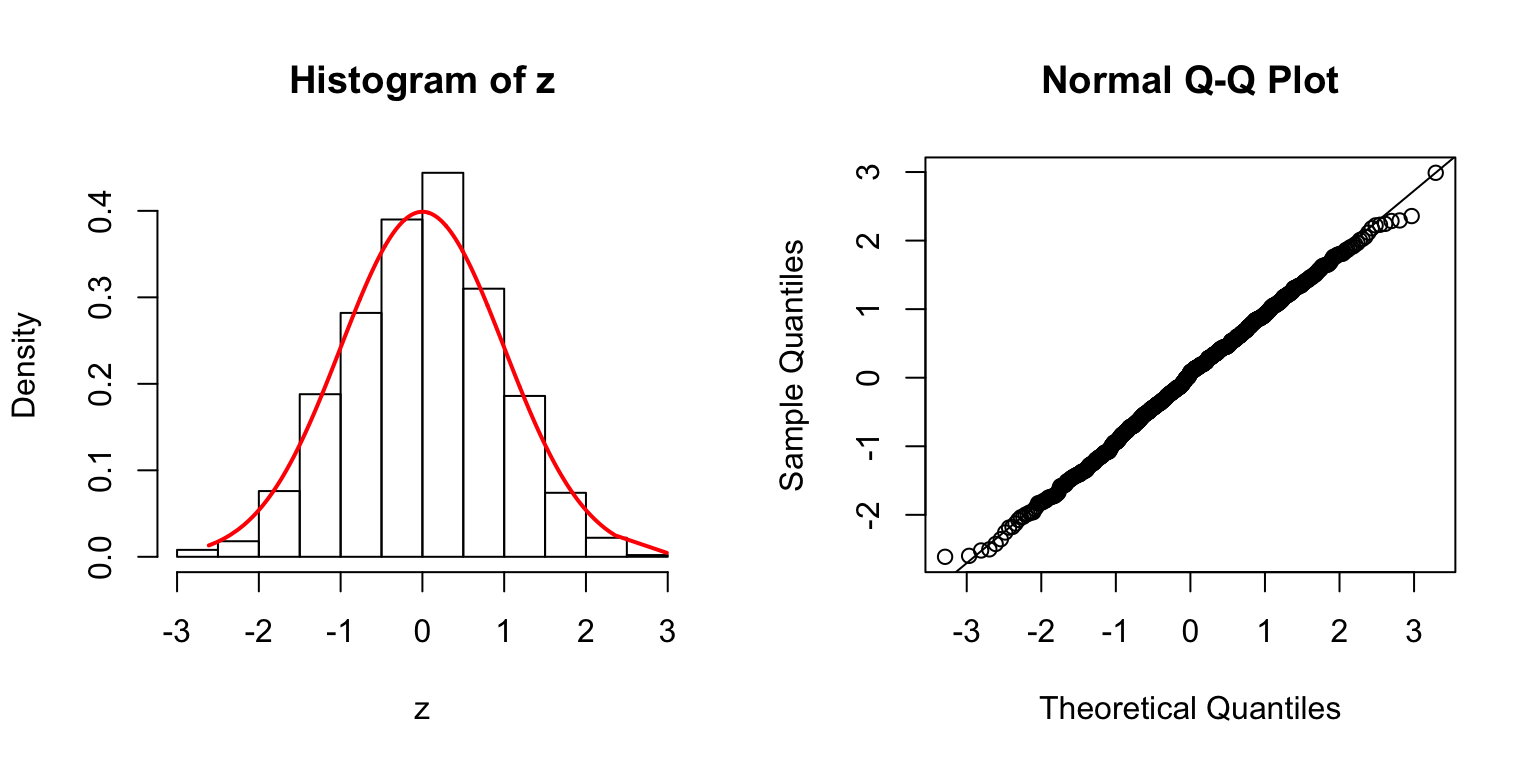 Histogram of z
Density
0.0 0.1 0.2 0.3 0.4
-3 -2 -1 0 1 2 3
z
Normal Q-Q Plot
Sample Quantiles
-2 -1 0 1 2 3
-3 -2 -1 0 1 2 3
Theoretical Quantiles